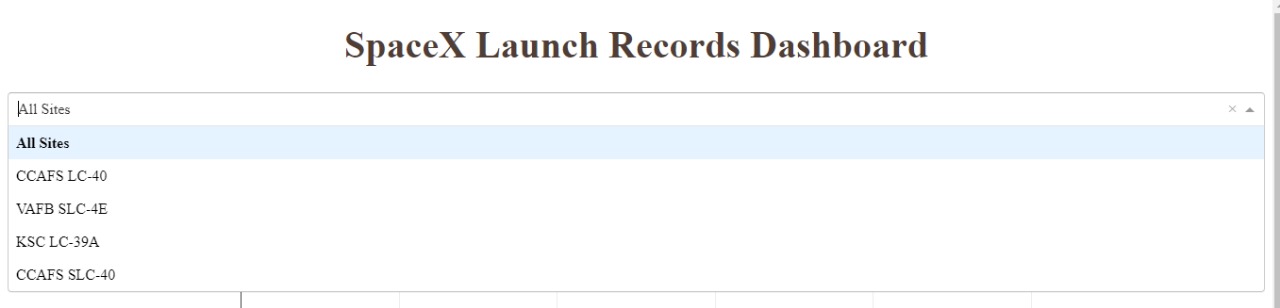 SpaceX Launch Records Dashboard
All Sites
All Sites
CCAFS LC-40
VAFB SLC-4E
KSC LC-39A
CCAFS SLC-40